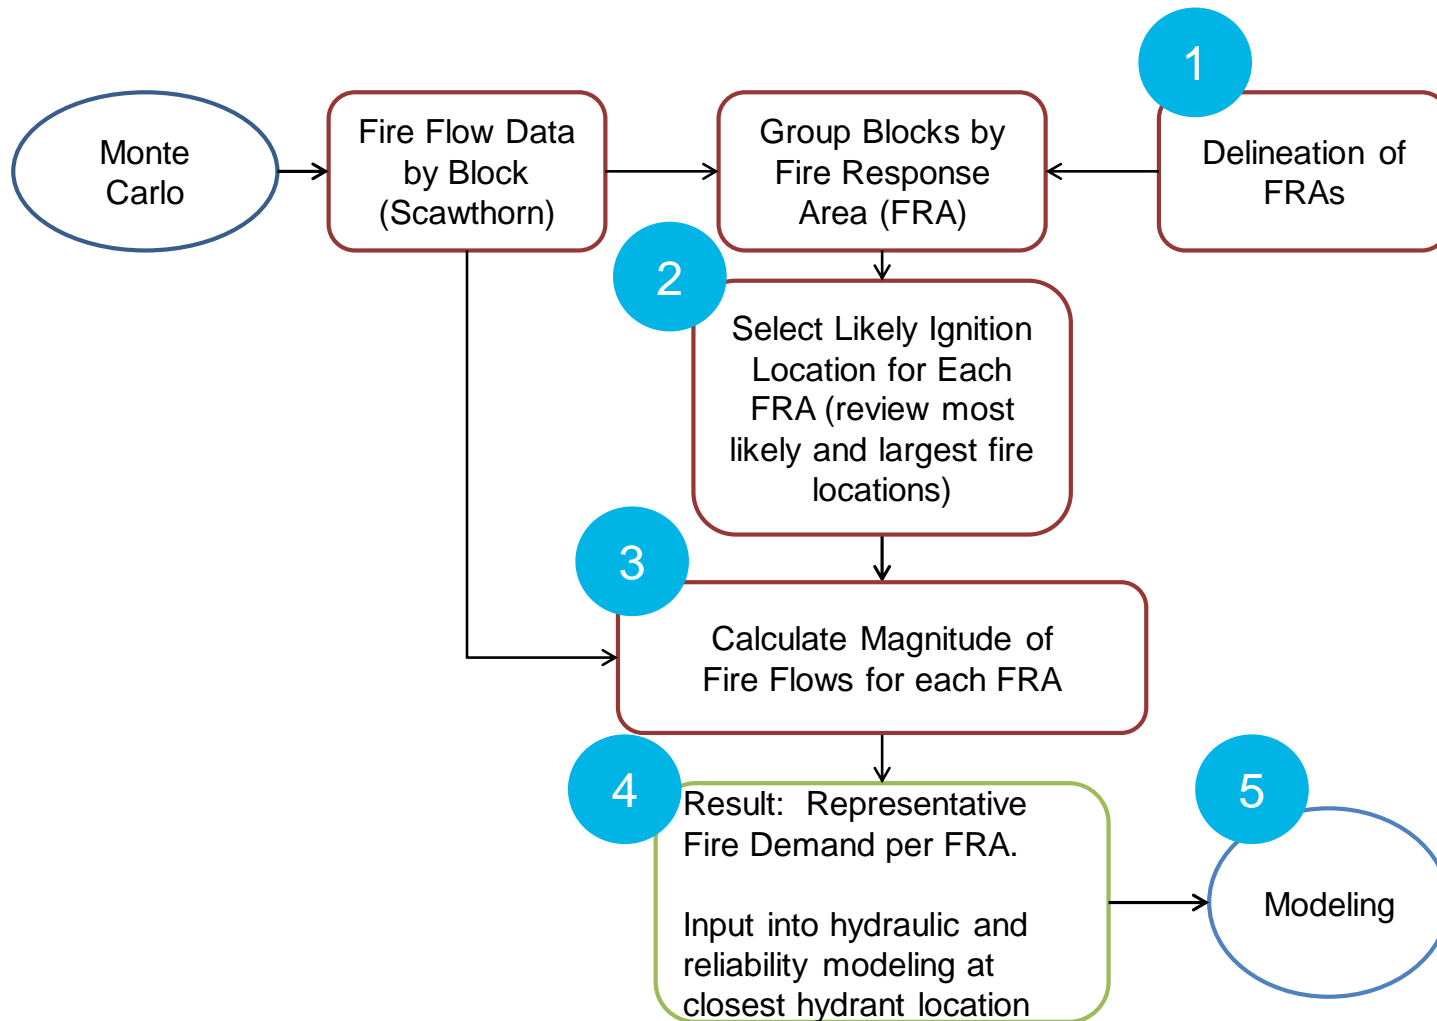 1
Monte
Carlo
Fire Flow Data
by Block
(Scawthorn)
Group Blocks by
Fire Response
Area (FRA)
Delineation of
FRAs
2
Select Likely Ignition
Location for Each
FRA (review most
likely and largest fire
locations)
3
Calculate Magnitude of
Fire Flows for each FRA
4
Result: Representative
Fire Demand per FRA.
Input into hydraulic and
reliability modeling at
closest hydrant location
5
Modeling